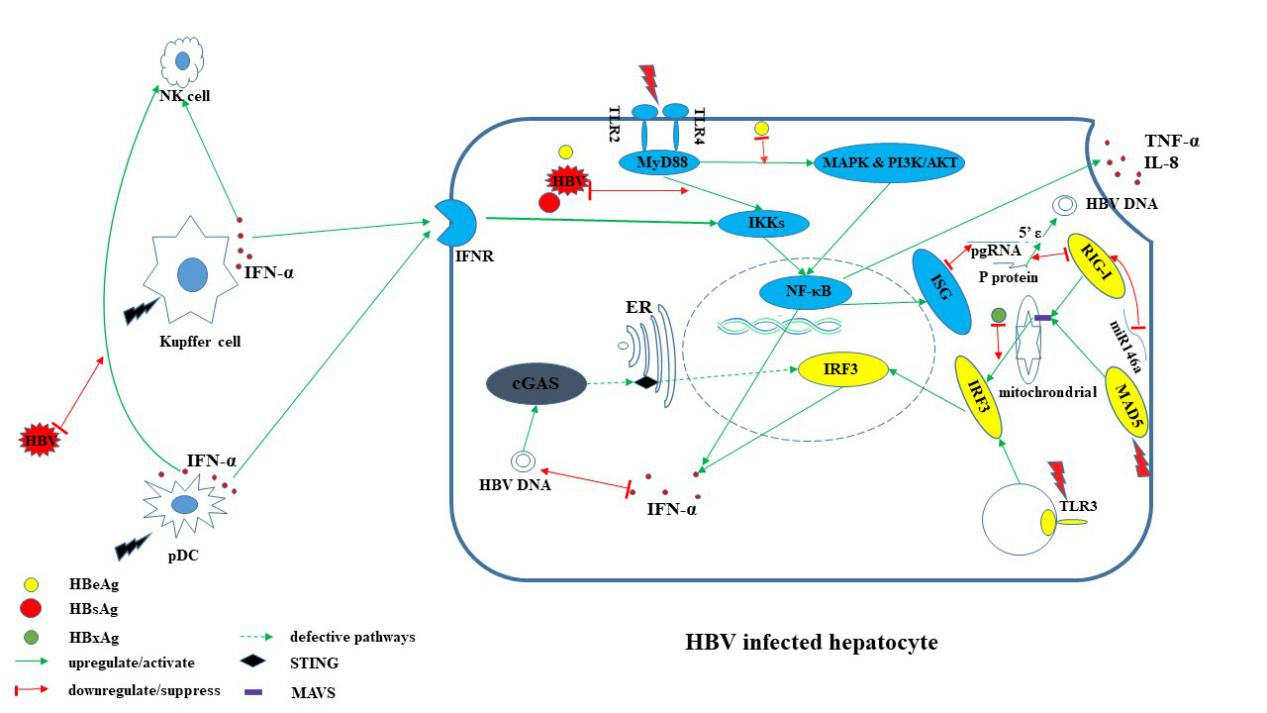 NK cell
IFN-α
Kupffer cell
HBV
IFN-α
pDC
TLR2
TLR4
MyD88
MAPK & PI3K/AKT
HBV
IKKs
IFNR
NF-κB
ER
cGAS
IRF3
HBV DNA
IFN-α
TNF-α
IL-8
HBV DNA
5’ ε
pgRNA
P protein
RIG-I
ISG
miR146a
mitochrondrial
IRF3
MAD5
TLR3
HBeAg
HBsAg
HBxAg
upregulate/activate
downregulate/suppress
defective pathways
STING
MAVS
HBV infected hepatocyte